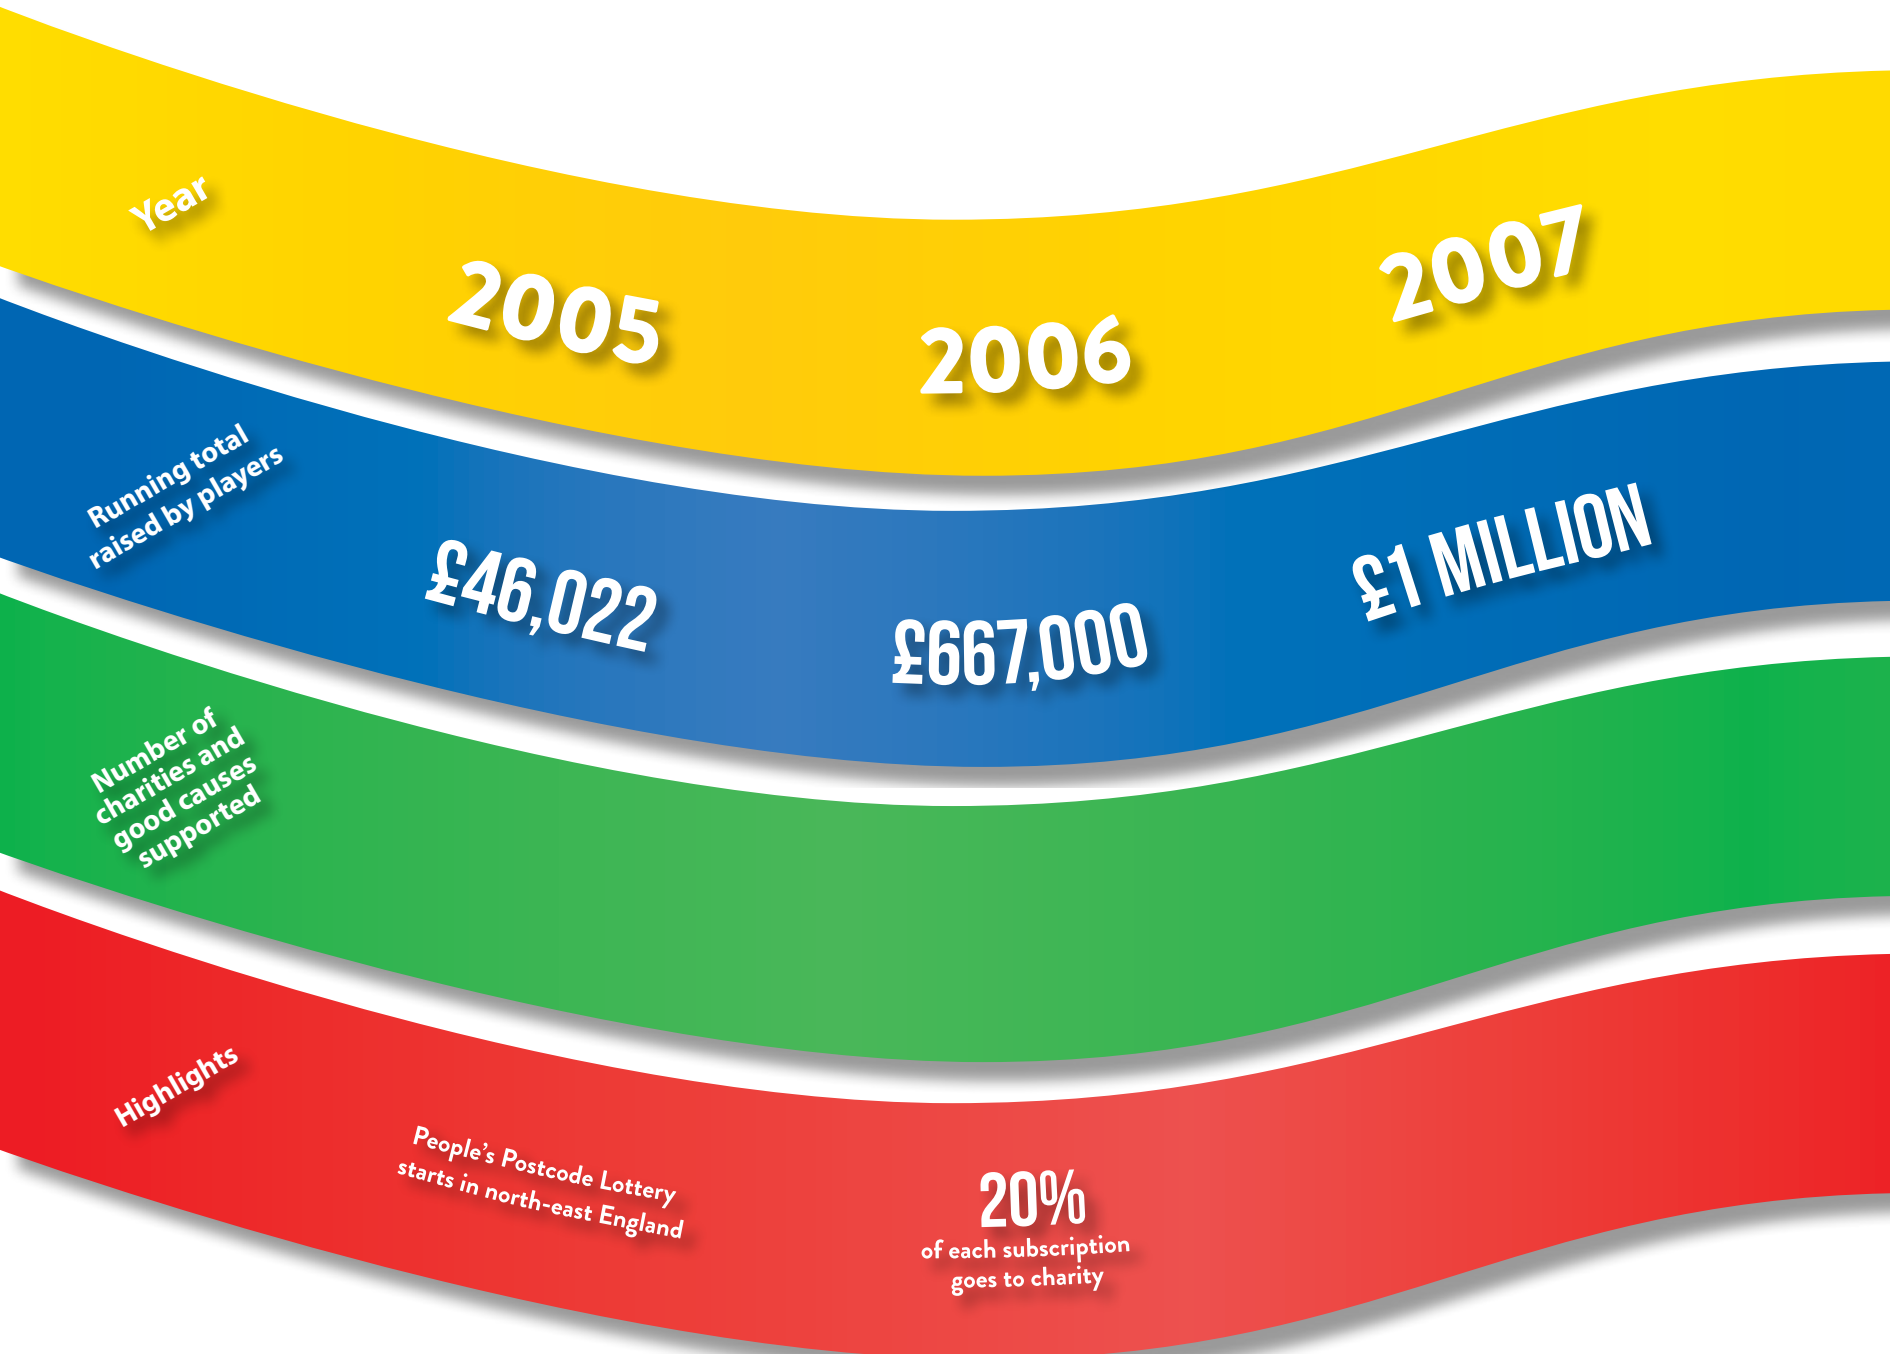 Year
2005
2006
2007
Running total
raised by players
£46,022
£667,000
£1 MILLION
Number of
charities and
good causes
supported
Highlights
People's Postcode Lottery
starts in north-east England
20%
of each subscription
goes to charity